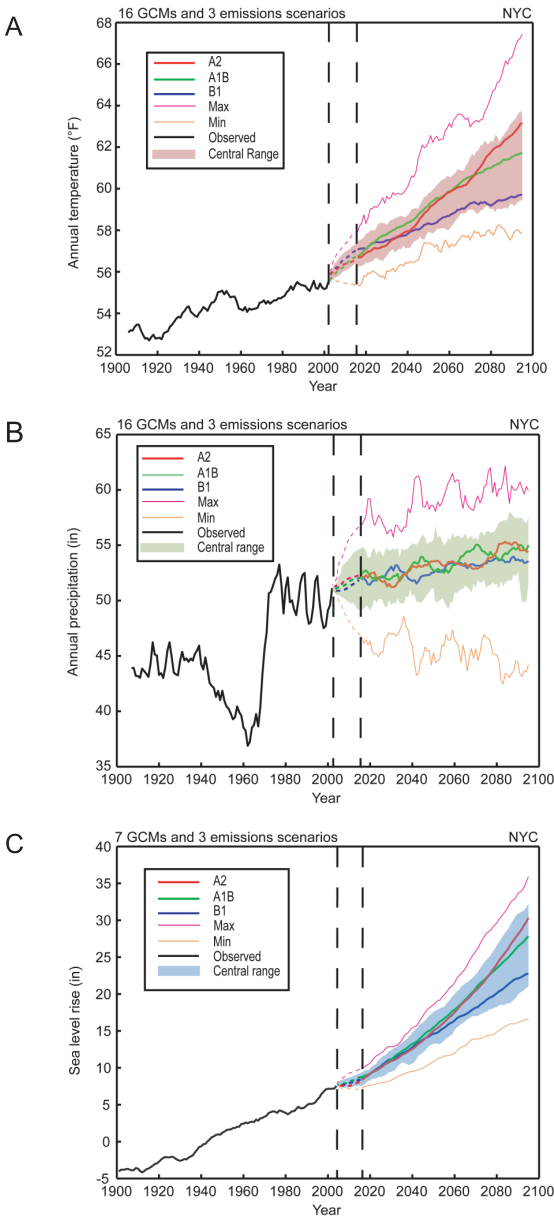 A
16 GCMs and 3 emissions scenarios NYC
68
66
64
62
60
58
56
54
52
Annual temperature (°F)
A2
A1B
B1
Max
Min
Observed
Central Range
1900 1920 1940 1960 1980 2000 2020 2040 2060 2080 2100
Year
B
16 GCMs and 3 emissions scenarios NYC
65
60
55
50
45
40
35
Annual precipitation (in)
A2
A1B
B1
Max
Min
Observed
Central range
1900 1920 1940 1960 1980 2000 2020 2040 2060 2080 2100
Year
C
7 GCMs and 3 emissions scenarios NYC
40
35
30
25
20
15
10
5
0
-5
Sea level rise (in)
A2
A1B
B1
Max
Min
Observed
Central range
1900 1920 1940 1960 1980 2000 2020 2040 2060 2080 2100
Year